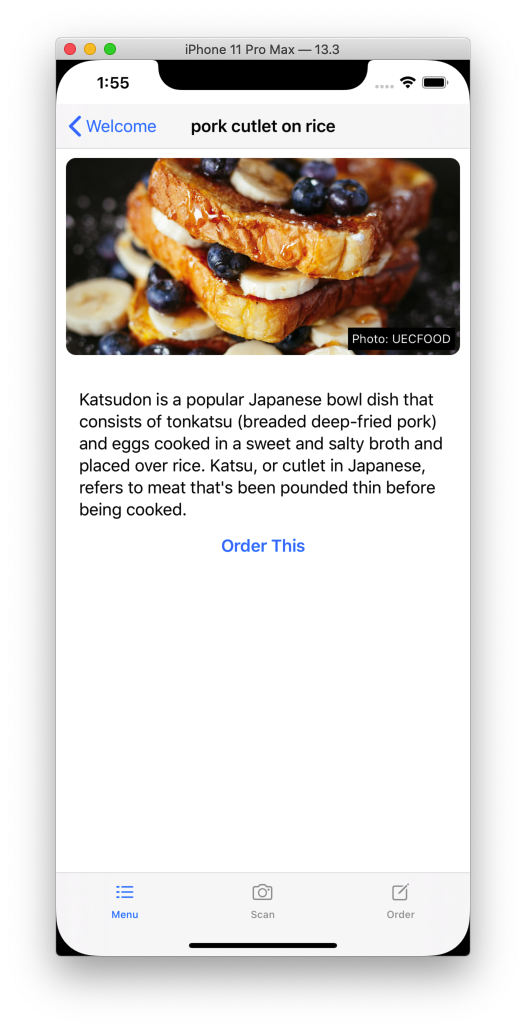 iPhone 11 Pro Max — 13.3
1:55
Welcome
pork cutlet on rice
Photo: UECFOOD
Katsudon is a popular Japanese bowl dish that
consists of tonkatsu (breaded deep-fried pork)
and eggs cooked in a sweet and salty broth and
placed over rice. Katsu, or cutlet in Japanese,
refers to meat that's been pounded thin before
being cooked.
Order This
Menu
Scan
Order